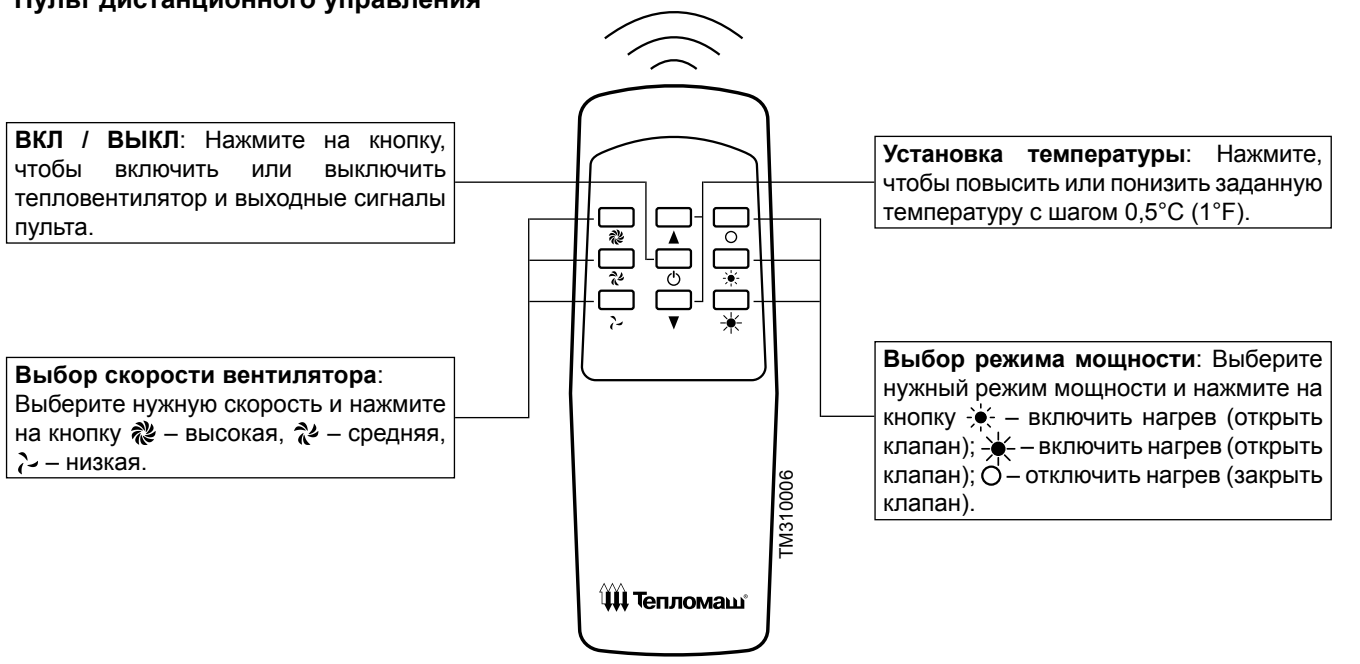 Пульт дистанционного управления
ВКЛ / ВЫКЛ: Нажмите на кнопку,
чтобы включить или выключить
тепловентилятор и выходные сигналы
пульта.
Выбор скорости вентилятора:
Выберите нужную скорость и нажмите
на кнопку – высокая, – средняя,
– низкая.
Установка температуры: Нажмите,
чтобы повысить или понизить заданную
температуру с шагом 0,5°C (1°F).
Выбор режима мощности: Выберите
нужный режим мощности и нажмите на
кнопку – включить нагрев (открыть
клапан); – включить нагрев (открыть
клапан); – отключить нагрев (закрыть
клапан).
TM310006
Тепломаш®